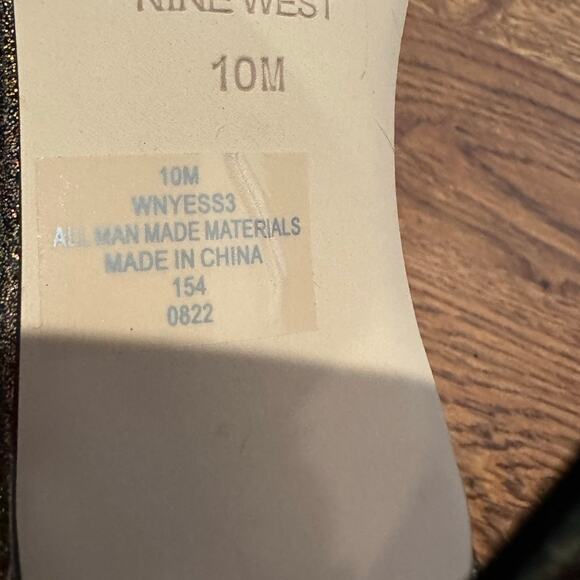 NINE WEST
10M
10M
WNYESS3
ALL MAN MADE MATERIALS
MADE IN CHINA
154
0822